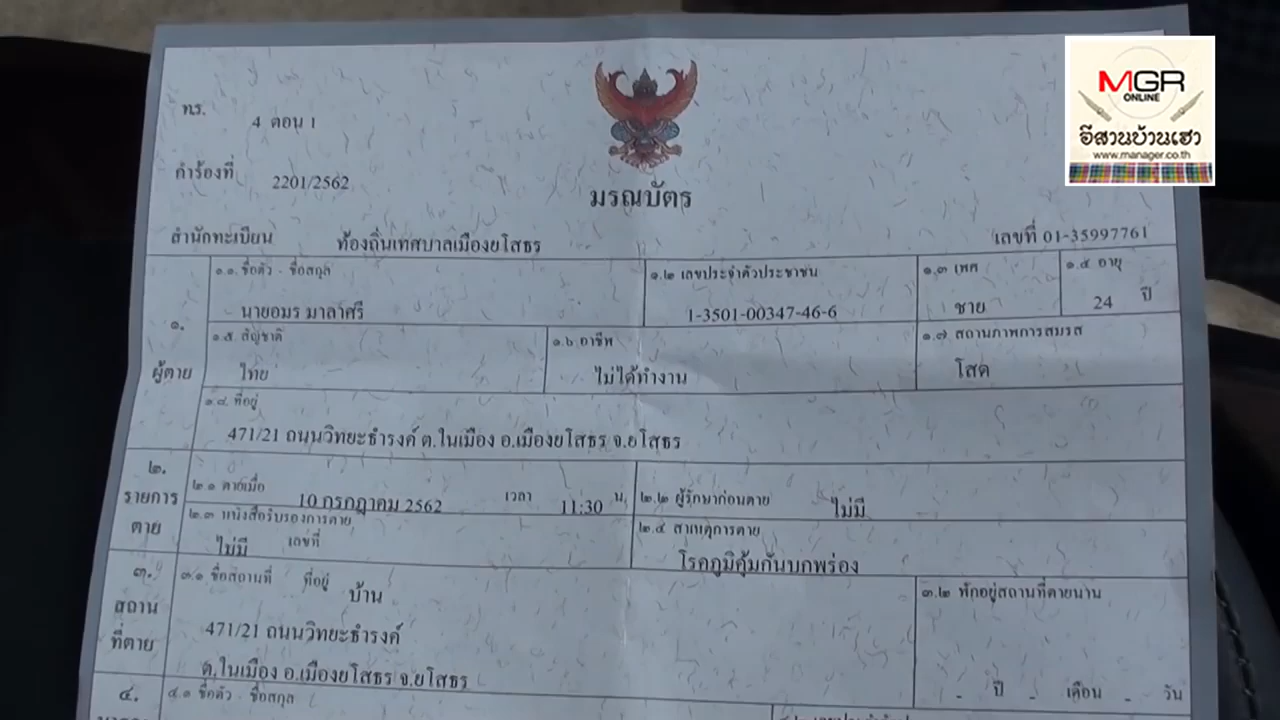 MGR
ONLINE
อีสานบ้านเฮา
www.manager.co.th
ท.ร. 4 ตอน 1
คำร้องที่ 2201/2562
มรณบัตร
สำนักทะเบียน ท้องถิ่นเทศบาลเมืองยโสธร เลขที่ 01-35997761
๑. ผู้ตาย
๑.๑ ชื่อตัว - ชื่อสกุล ๑.๒ เลขประจำตัวประชาชน ๑.๓ เพศ ๑.๔ อายุ
นายอมร มาลาศรี 1-3501-00347-46-6 ชาย 24 ปี
๑.๕ สัญชาติ ๑.๖ อาชีพ ๑.๗ สถานภาพการสมรส
ไทย ไม่ได้ทำงาน โสด
๑.๘ ที่อยู่
471/21 ถนนวิทยะธำรงค์ ต.ในเมือง อ.เมืองยโสธร จ.ยโสธร
๒. รายการตาย
๒.๑ ตายเมื่อ 10 กรกฎาคม 2562 เวลา 11:30 น. ๒.๒ ผู้รักษาก่อนตาย ไม่มี
๒.๓ หนังสือรับรองการตาย ๒.๔ สาเหตุการตาย
ไม่มี เลขที่ โรคภูมิคุ้มกันบกพร่อง
๓. สถานที่ตาย
๓.๑ ชื่อสถานที่ ที่อยู่ บ้าน ๓.๒ พักอยู่สถานที่ตายนาน
471/21 ถนนวิทยะธำรงค์
ต.ในเมือง อ.เมืองยโสธร จ.ยโสธร - ปี - เดือน - วัน
๔. ๔.๑ ชื่อตัว - ชื่อสกุล